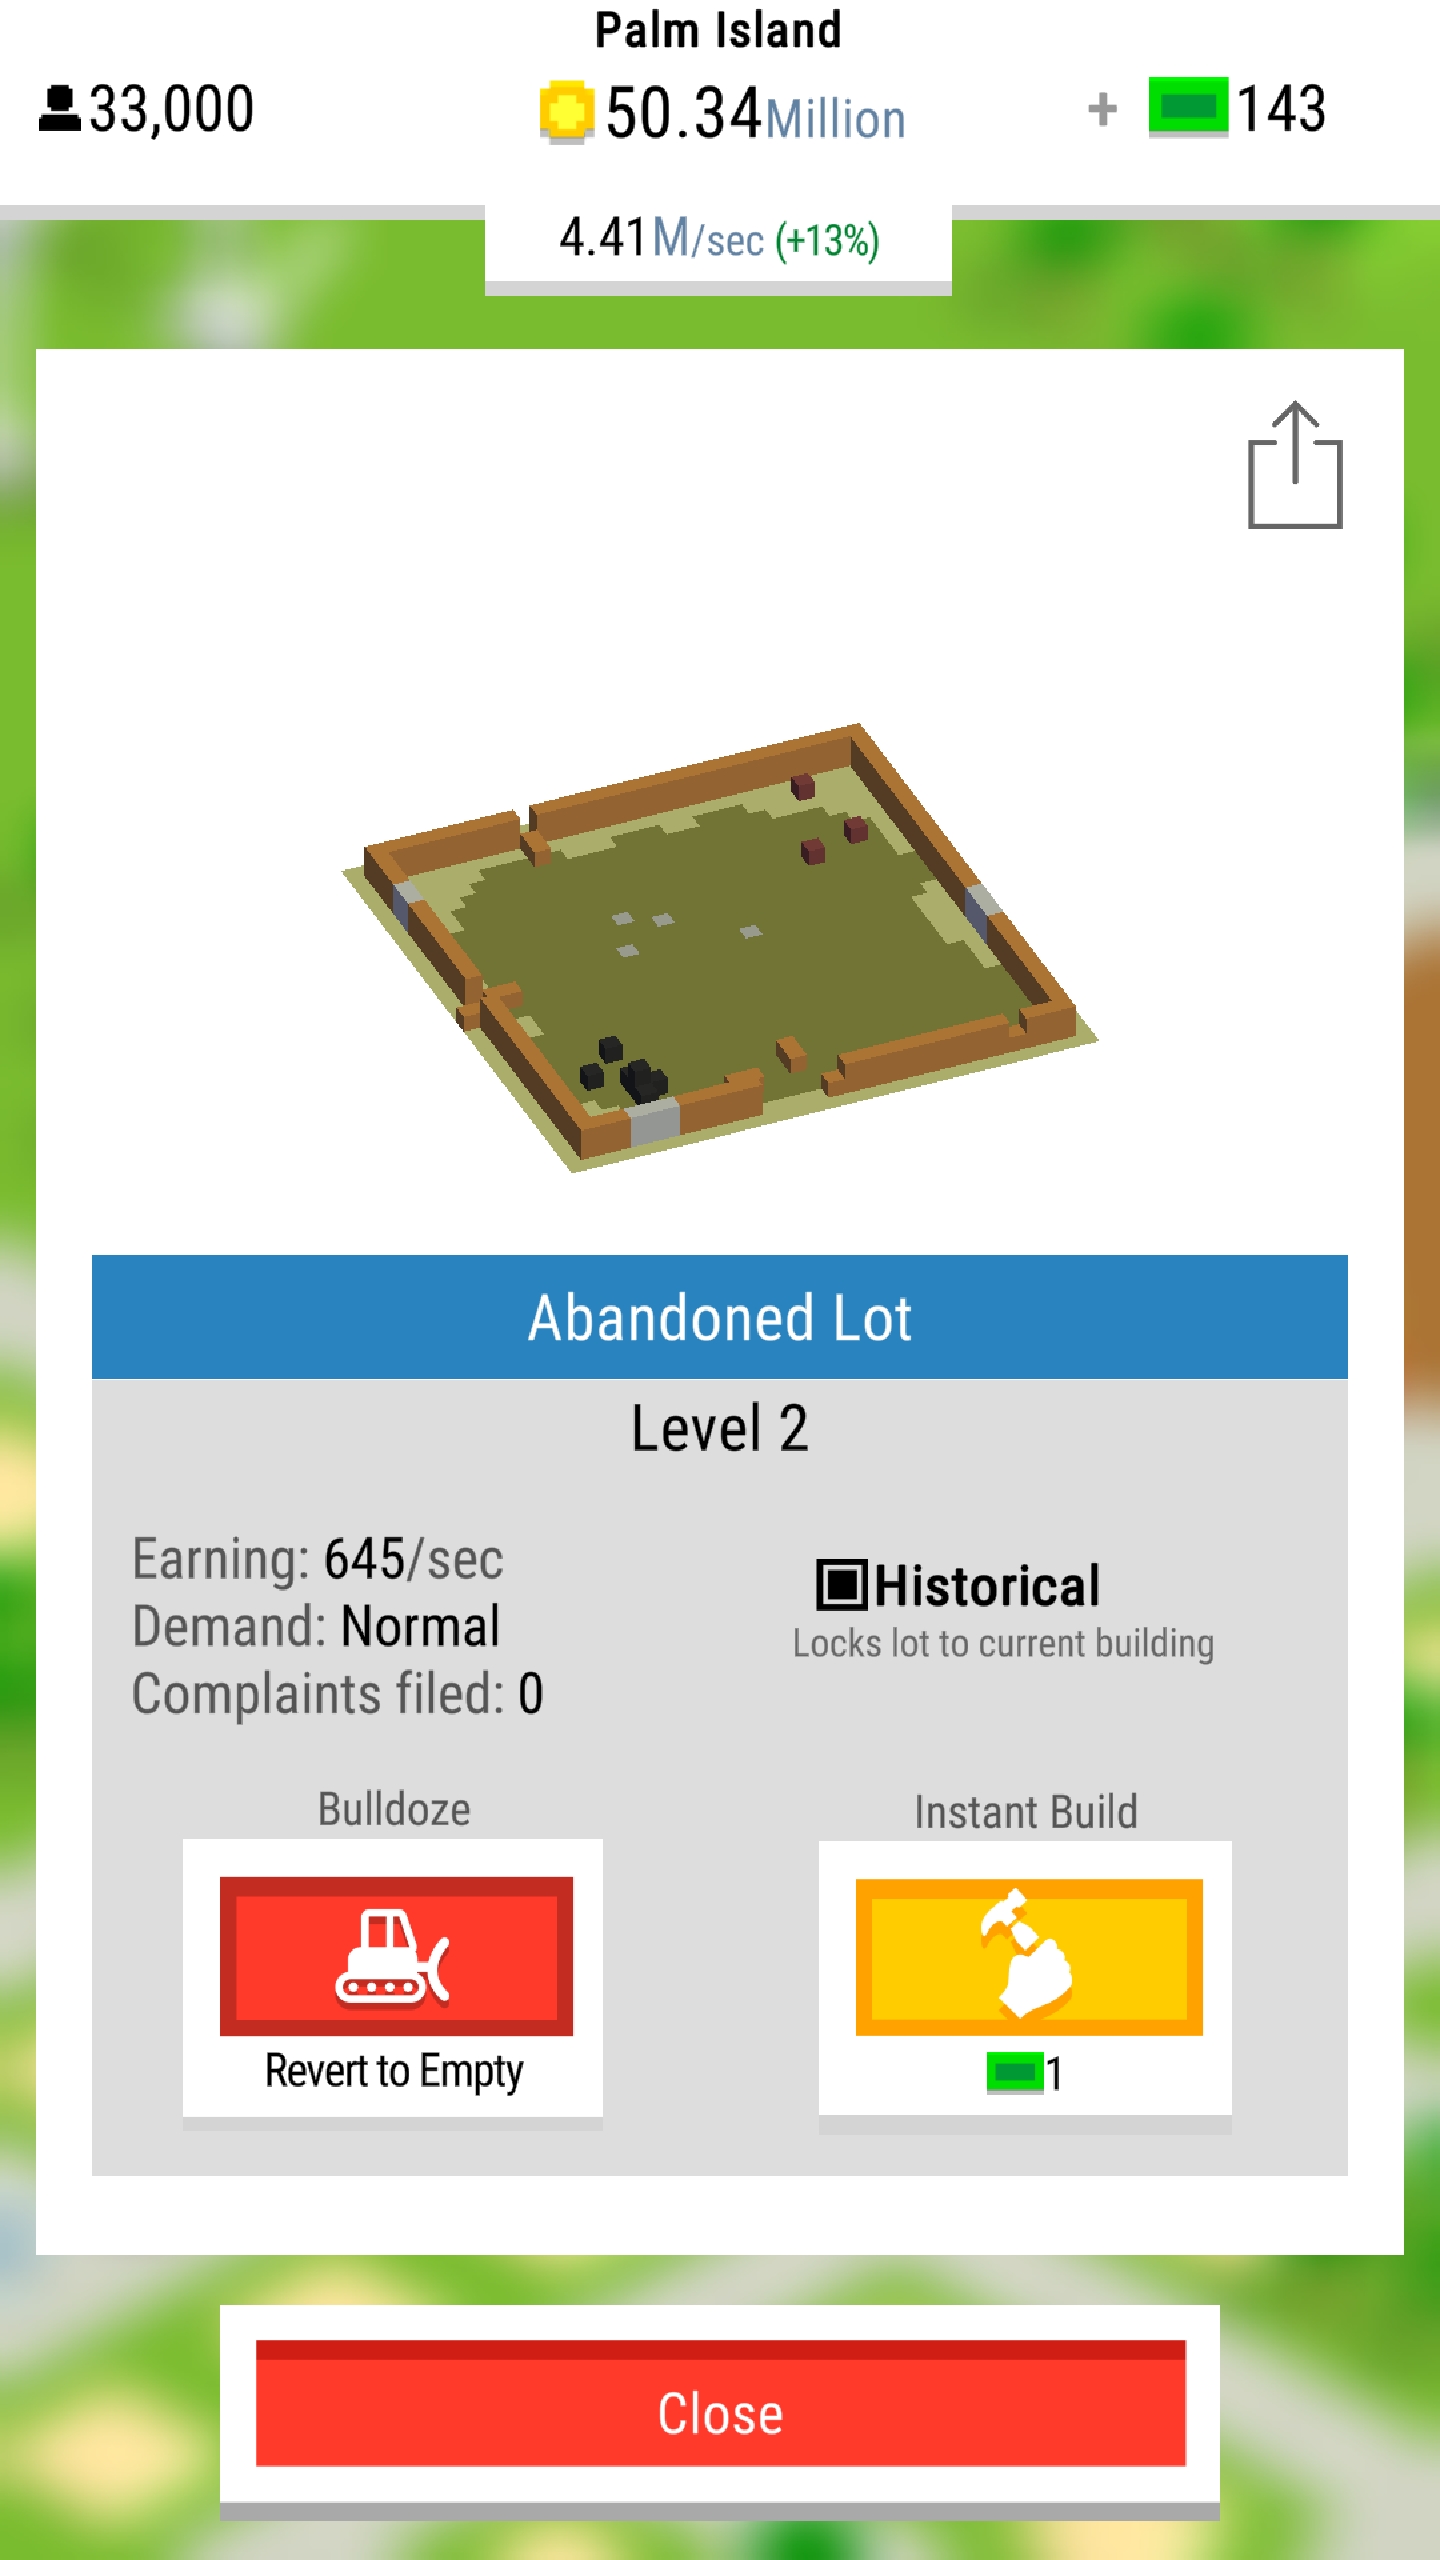 Palm Island
33,000
50.34Million
+ 143
4.41M/sec (+13%)
Abandoned Lot
Level 2
Earning: 645/sec
Demand: Normal
Complaints filed: 0
Historical
Locks lot to current building
Bulldoze
Revert to Empty
Instant Build
1
Close